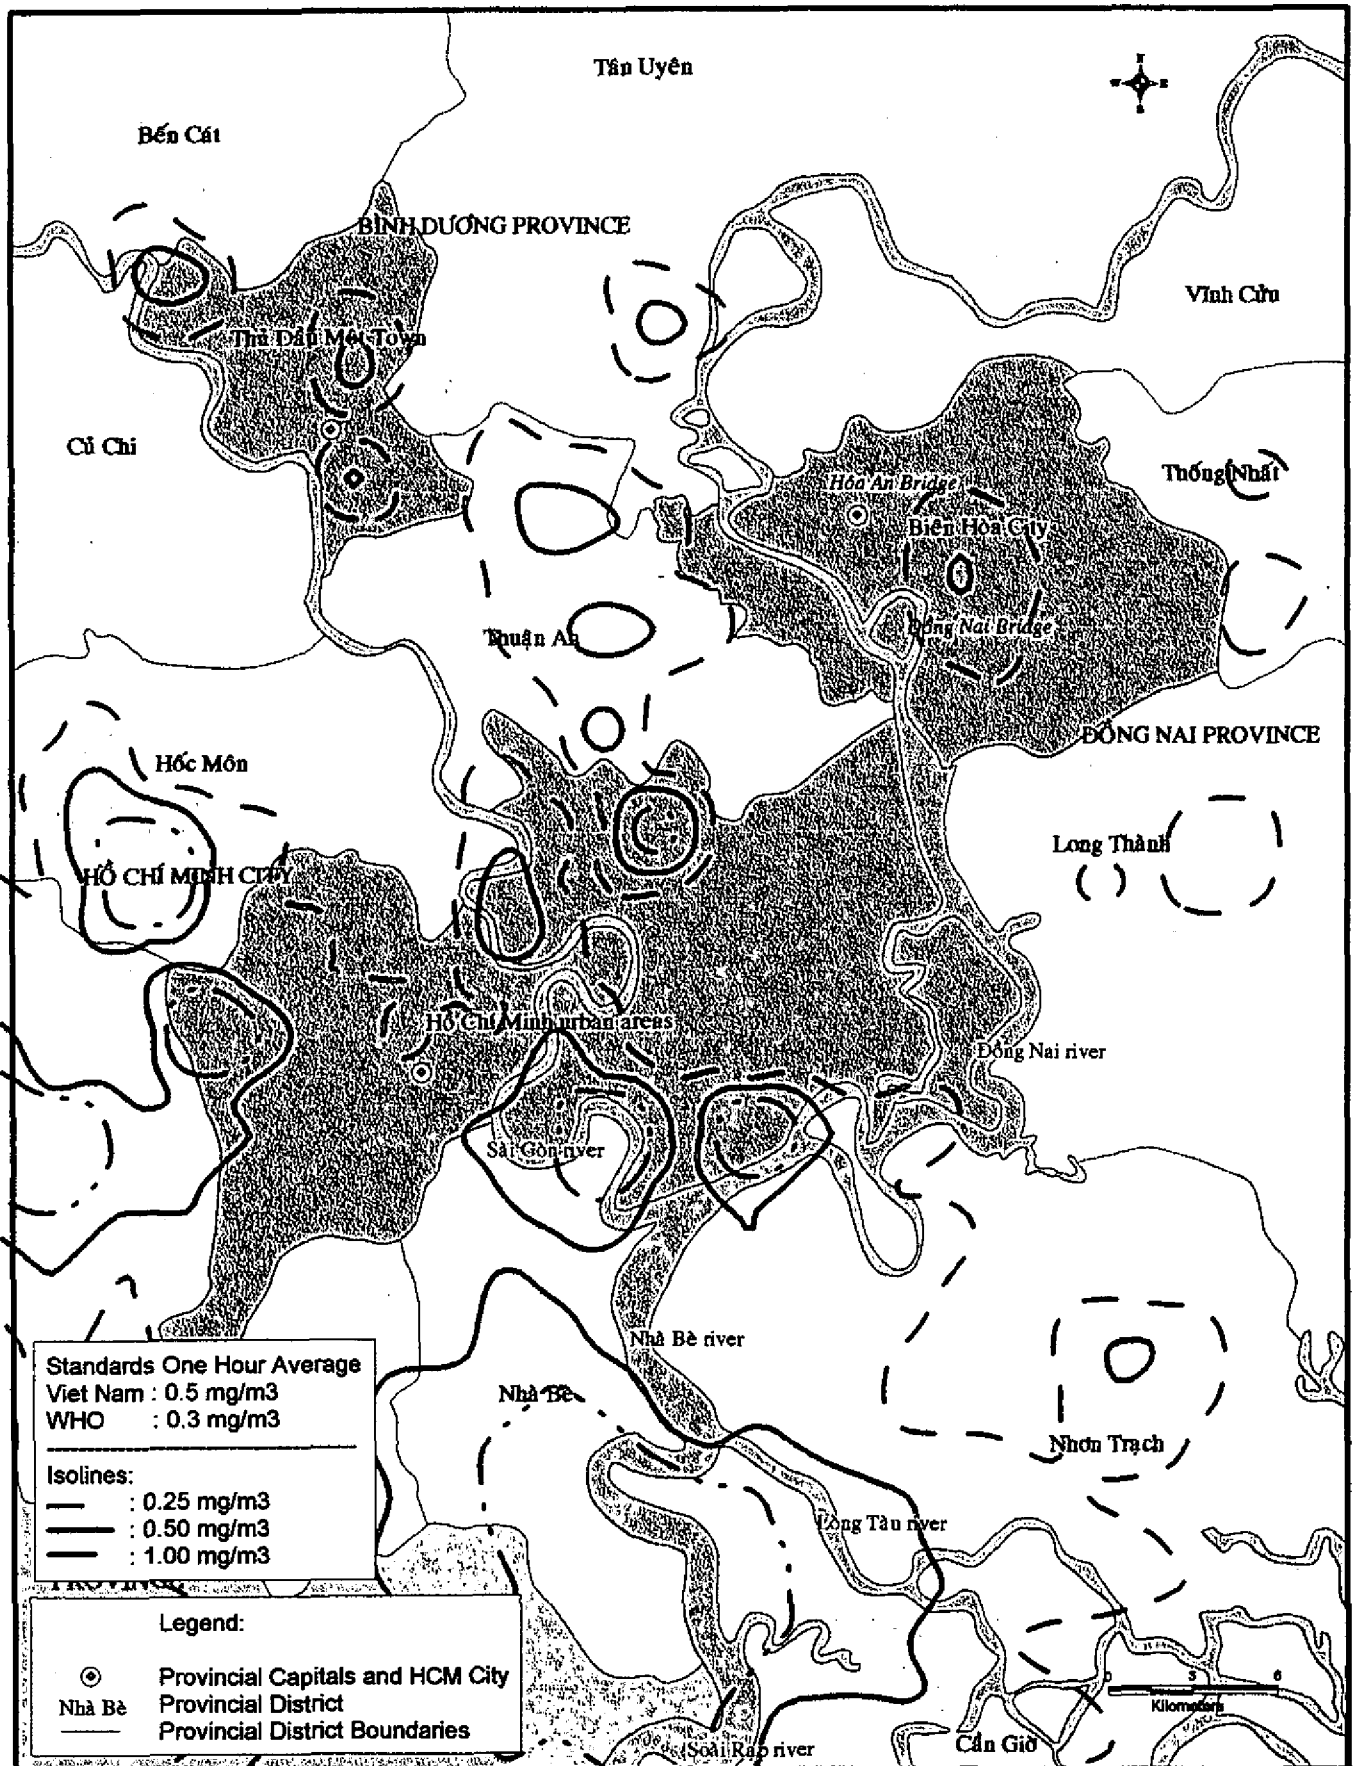 Tân Uyên
N
W E
S
Bến Cát
BÌNH DƯƠNG PROVINCE
Vĩnh Cửu
Thủ Dầu Một Town
Củ Chi
Thống Nhất
Hóa An Bridge
Biên Hòa City
Đồng Nai Bridge
Thuận An
ĐỒNG NAI PROVINCE
Hốc Môn
Long Thành
HỒ CHÍ MINH CITY
Hồ Chí Minh urban areas
Đồng Nai river
Sài Gòn river
Nhà Bè river
Standards One Hour Average
Viet Nam : 0.5 mg/m3
WHO : 0.3 mg/m3
Nhà Bè
Nhơn Trạch
Isolines:
: 0.25 mg/m3
: 0.50 mg/m3
: 1.00 mg/m3
Lòng Tàu river
PROVINCE
Legend:
Provincial Capitals and HCM City
Nhà Bè Provincial District
Provincial District Boundaries
0 3 6
Kilometers
Soài Rạp river
Cần Giờ